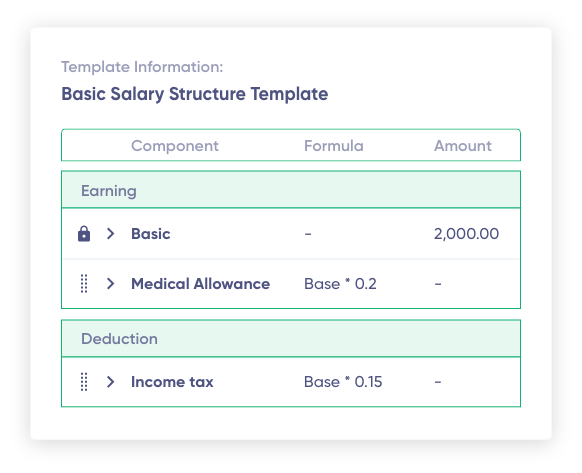 Template Information:
Basic Salary Structure Template
Component Formula Amount
Earning
Basic - 2,000.00
Medical Allowance Base * 0.2 -
Deduction
Income tax Base * 0.15 -